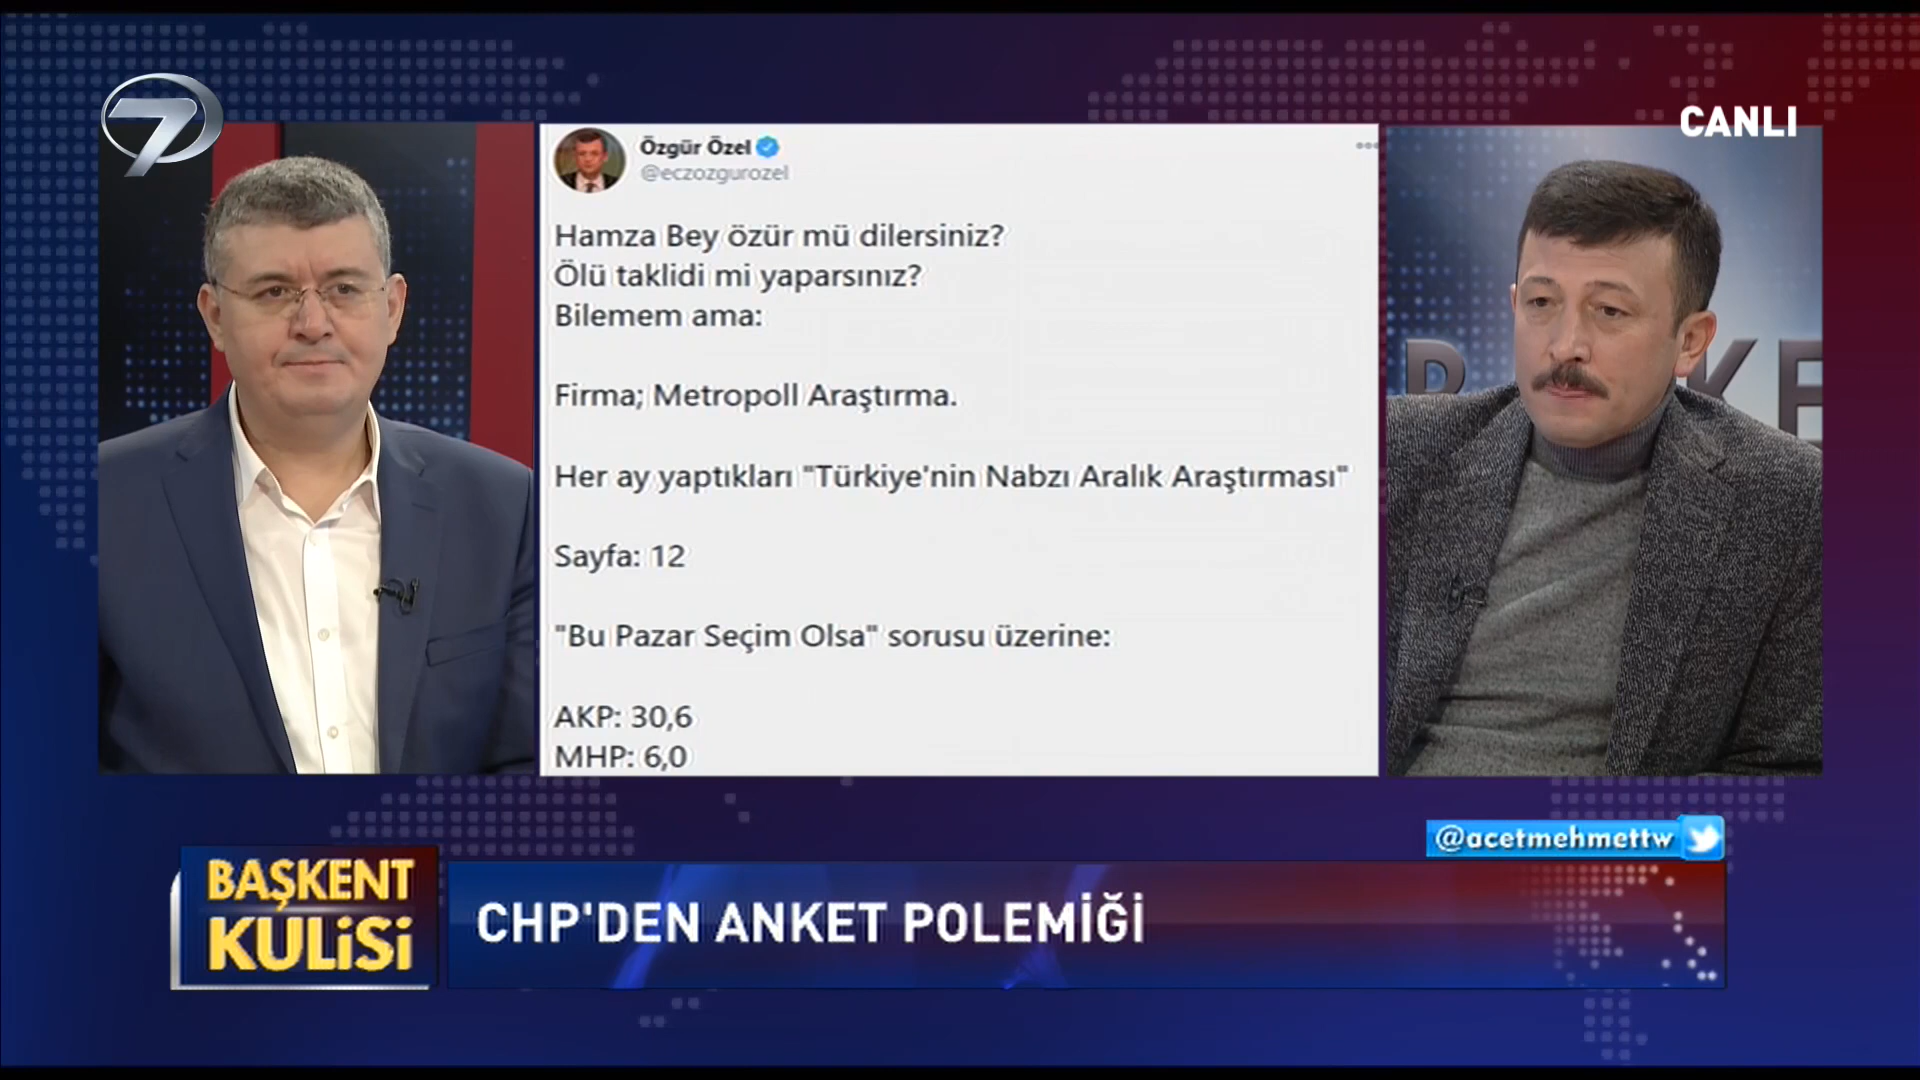 7
CANLI
Özgür Özel
@eczozgurozel
Hamza Bey özür mü dilersiniz?
Ölü taklidi mi yaparsınız?
Bilemem ama:
Firma; Metropoll Araştırma.
Her ay yaptıkları "Türkiye'nin Nabzı Aralık Araştırması"
Sayfa: 12
"Bu Pazar Seçim Olsa" sorusu üzerine:
AKP: 30,6
MHP: 6,0
@acetmehmettw
BAŞKENT
KULiSi
CHP'DEN ANKET POLEMİĞİ